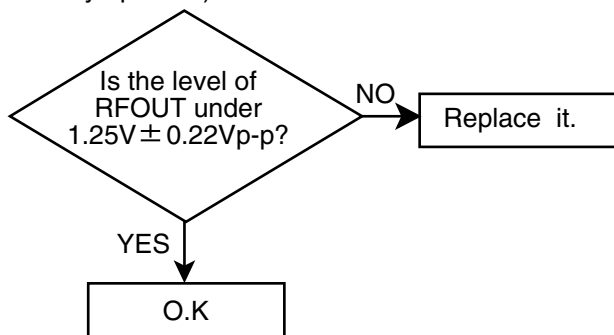 Is the level of
RFOUT under
1.25V ± 0.22Vp-p?
NO
Replace it.
YES
O.K